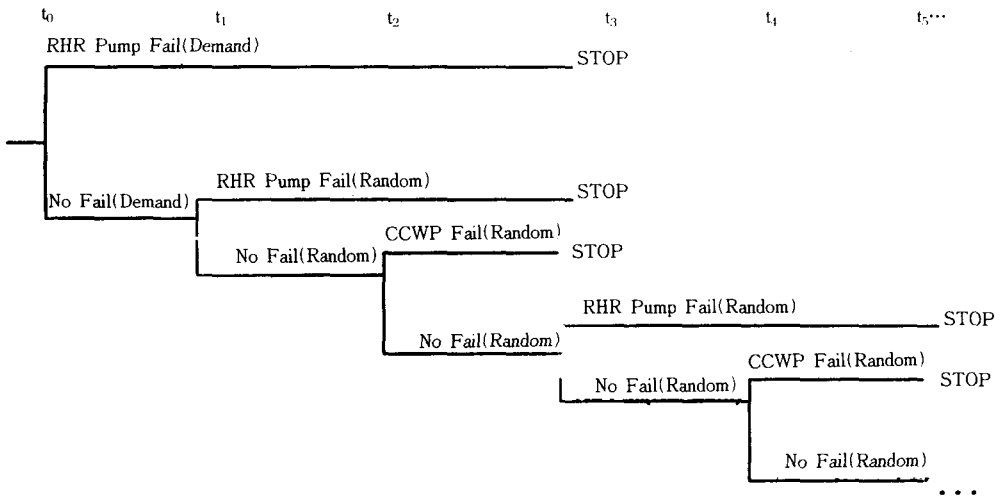 t₀ t₁ t₂ t₃ t₄ t₅...
RHR Pump Fail(Demand)
STOP
No Fail(Demand)
RHR Pump Fail(Random)
STOP
No Fail(Random)
CCWP Fail(Random)
STOP
No Fail(Random)
RHR Pump Fail(Random)
STOP
No Fail(Random)
CCWP Fail(Random)
STOP
No Fail(Random)
...